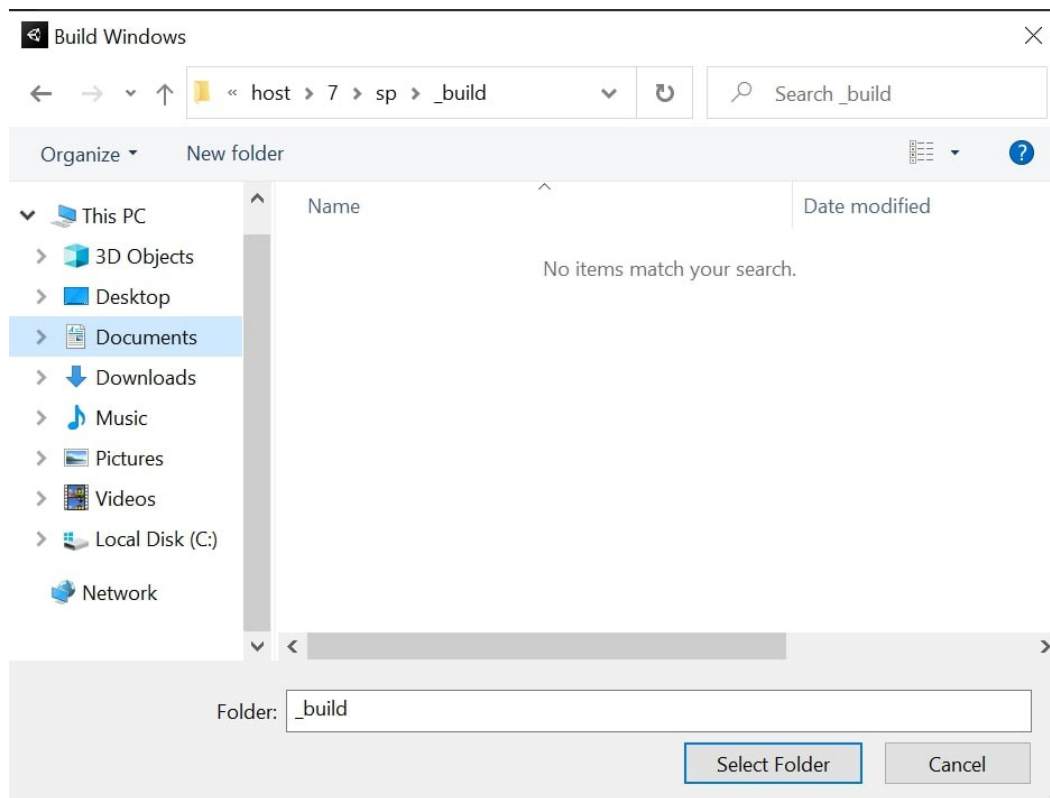 Build Windows
« host > 7 > sp > _build
Search _build
Organize
New folder
Name
Date modified
No items match your search.
This PC
3D Objects
Desktop
Documents
Downloads
Music
Pictures
Videos
Local Disk (C:)
Network
Folder: _build
Select Folder
Cancel